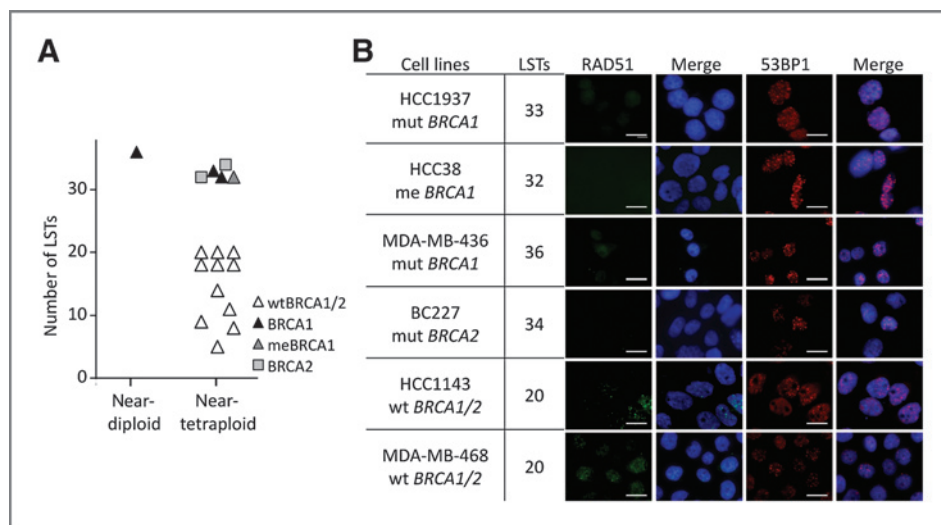 A
Number of LSTs
30
20
10
0
Near-diploid
Near-tetraploid
wtBRCA1/2
BRCA1
meBRCA1
BRCA2
B
Cell lines LSTs RAD51 Merge 53BP1 Merge
HCC1937
mut BRCA1
33
HCC38
me BRCA1
32
MDA-MB-436
mut BRCA1
36
BC227
mut BRCA2
34
HCC1143
wt BRCA1/2
20
MDA-MB-468
wt BRCA1/2
20